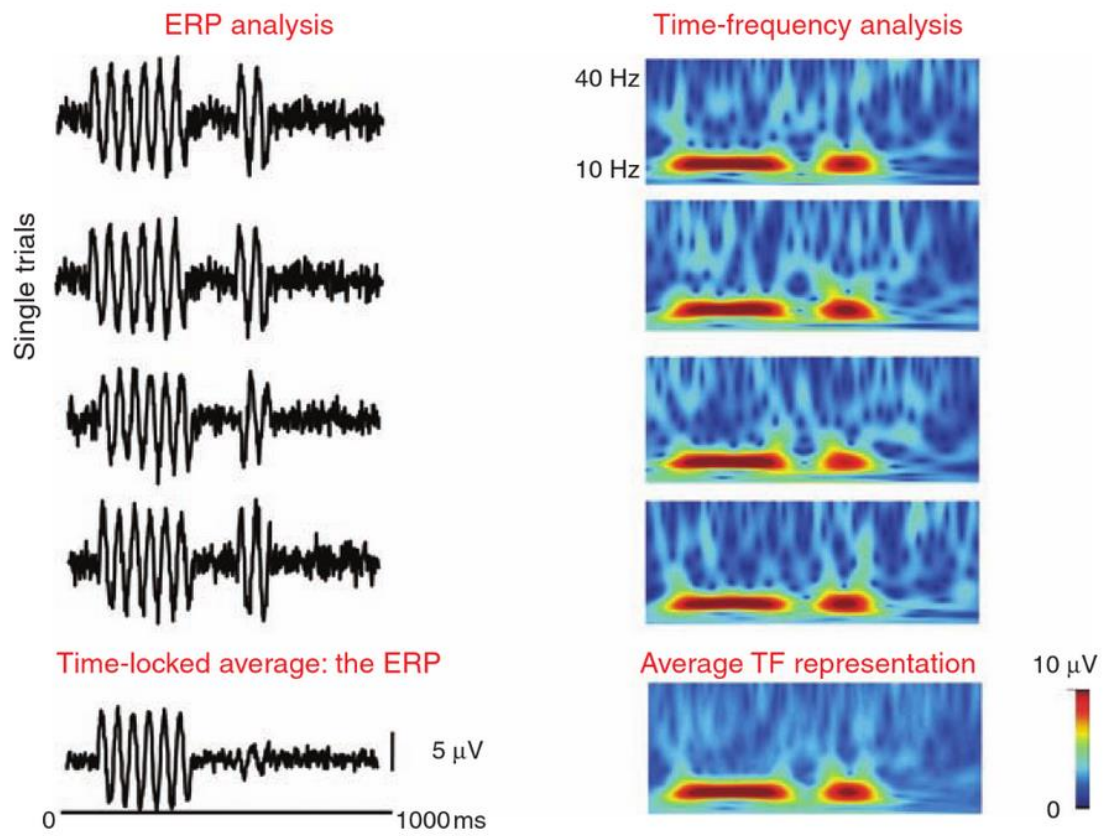 ERP analysis
Time-frequency analysis
40 Hz
10 Hz
Single trials
Time-locked average: the ERP
Average TF representation
10 μV
5 μV
0
0
1000 ms